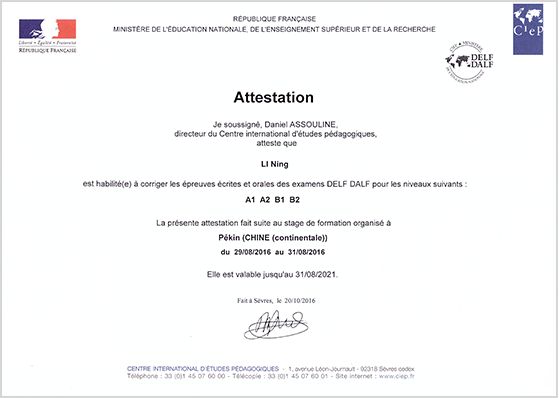 RÉPUBLIQUE FRANÇAISE
MINISTÈRE DE L'ÉDUCATION NATIONALE, DE L'ENSEIGNEMENT SUPÉRIEUR ET DE LA RECHERCHE
Liberté • Égalité • Fraternité
RÉPUBLIQUE FRANÇAISE
CIEP
DELF
DALF
Attestation
Je soussigné, Daniel ASSOULINE,
directeur du Centre international d'études pédagogiques,
atteste que
LI Ning
est habilité(e) à corriger les épreuves écrites et orales des examens DELF DALF pour les niveaux suivants :
A1 A2 B1 B2
La présente attestation fait suite au stage de formation organisé à
Pékin (CHINE (continentale))
du 29/08/2016 au 31/08/2016
Elle est valable jusqu'au 31/08/2021.
Fait à Sèvres, le 20/10/2016
CENTRE INTERNATIONAL D'ÉTUDES PÉDAGOGIQUES - 1, avenue Léon-Journault - 92318 Sèvres cedex
Téléphone : 33 (0)1 45 07 60 00 - Télécopie : 33 (0)1 45 07 60 01 - Site internet : www.ciep.fr